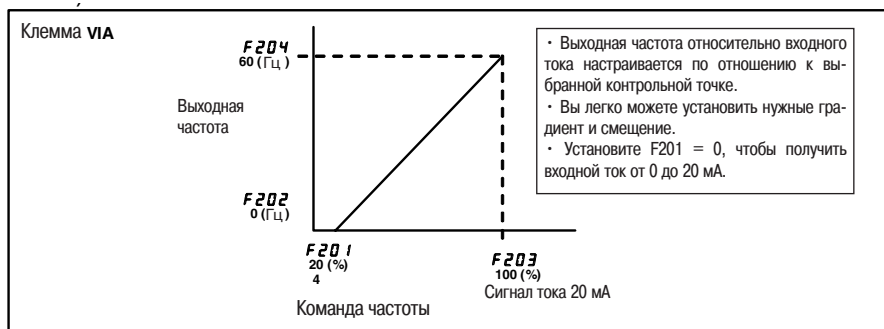 Клемма VIA
F204
60 (Гц)
Выходная
частота
F202
0 (Гц)
F201
20 (%)
4
F203
100 (%)
Сигнал тока 20 мА
Команда частоты
· Выходная частота относительно входного
тока настраивается по отношению к вы-
бранной контрольной точке.
· Вы легко можете установить нужные гра-
диент и смещение.
· Установите F201 = 0, чтобы получить
входной ток от 0 до 20 мА.